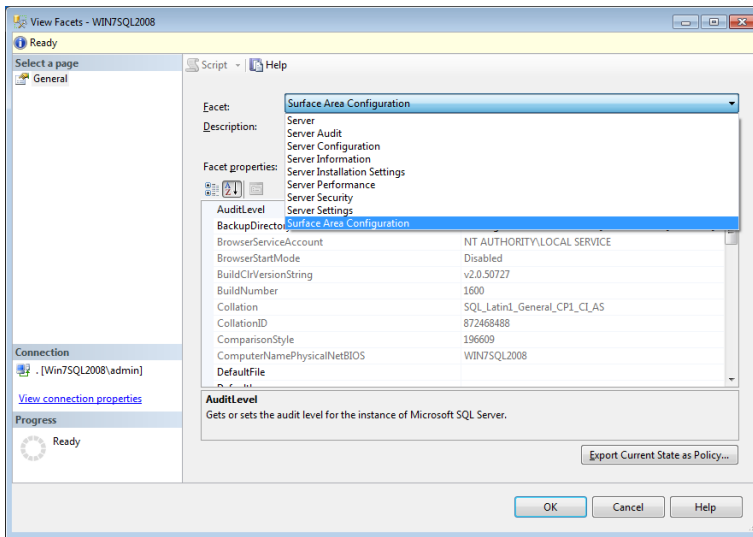 View Facets - WIN7SQL2008
Ready
Select a page
General
Script
Help
Facet:
Surface Area Configuration
Description:
Server
Server Audit
Server Configuration
Server Information
Server Installation Settings
Server Performance
Server Security
Server Settings
Surface Area Configuration
Facet properties:
AuditLevel
BackupDirectory
BrowserServiceAccount NT AUTHORITY\LOCAL SERVICE
BrowserStartMode Disabled
BuildClrVersionString v2.0.50727
BuildNumber 1600
Collation SQL_Latin1_General_CP1_CI_AS
CollationID 872468488
ComparisonStyle 196609
ComputerNamePhysicalNetBIOS WIN7SQL2008
DefaultFile
AuditLevel
Gets or sets the audit level for the instance of Microsoft SQL Server.
Connection
. [Win7SQL2008\admin]
View connection properties
Progress
Ready
Export Current State as Policy...
OK
Cancel
Help